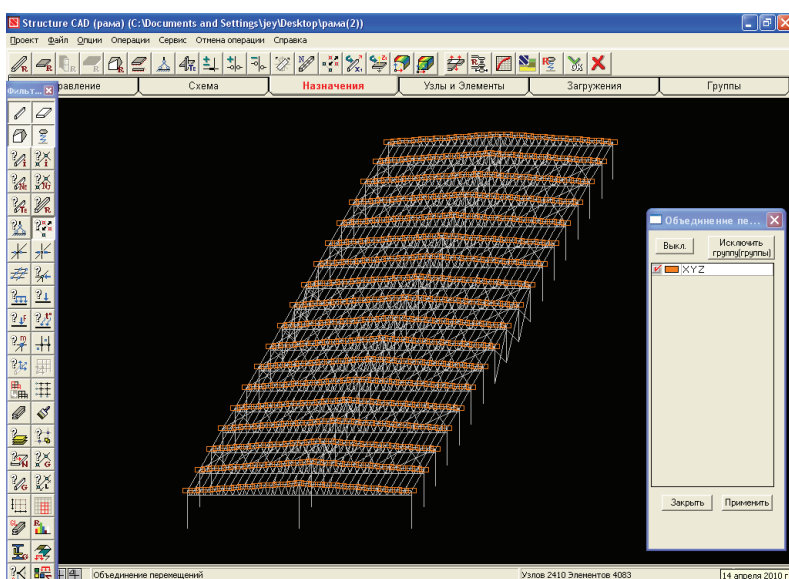 Structure CAD (рама) (C:\Documents and Settings\jey\Desktop\рама(2))
Проект Файл Опции Операции Сервис Отмена операции Справка
Фильт...
равление Схема Назначения Узлы и Элементы Загружения Группы
Объединение пе...
Выкл. Исключить группу(группы)
XYZ
Закрыть Применить
Объединение перемещений Узлов 2410 Элементов 4083 14 апреля 2010 г